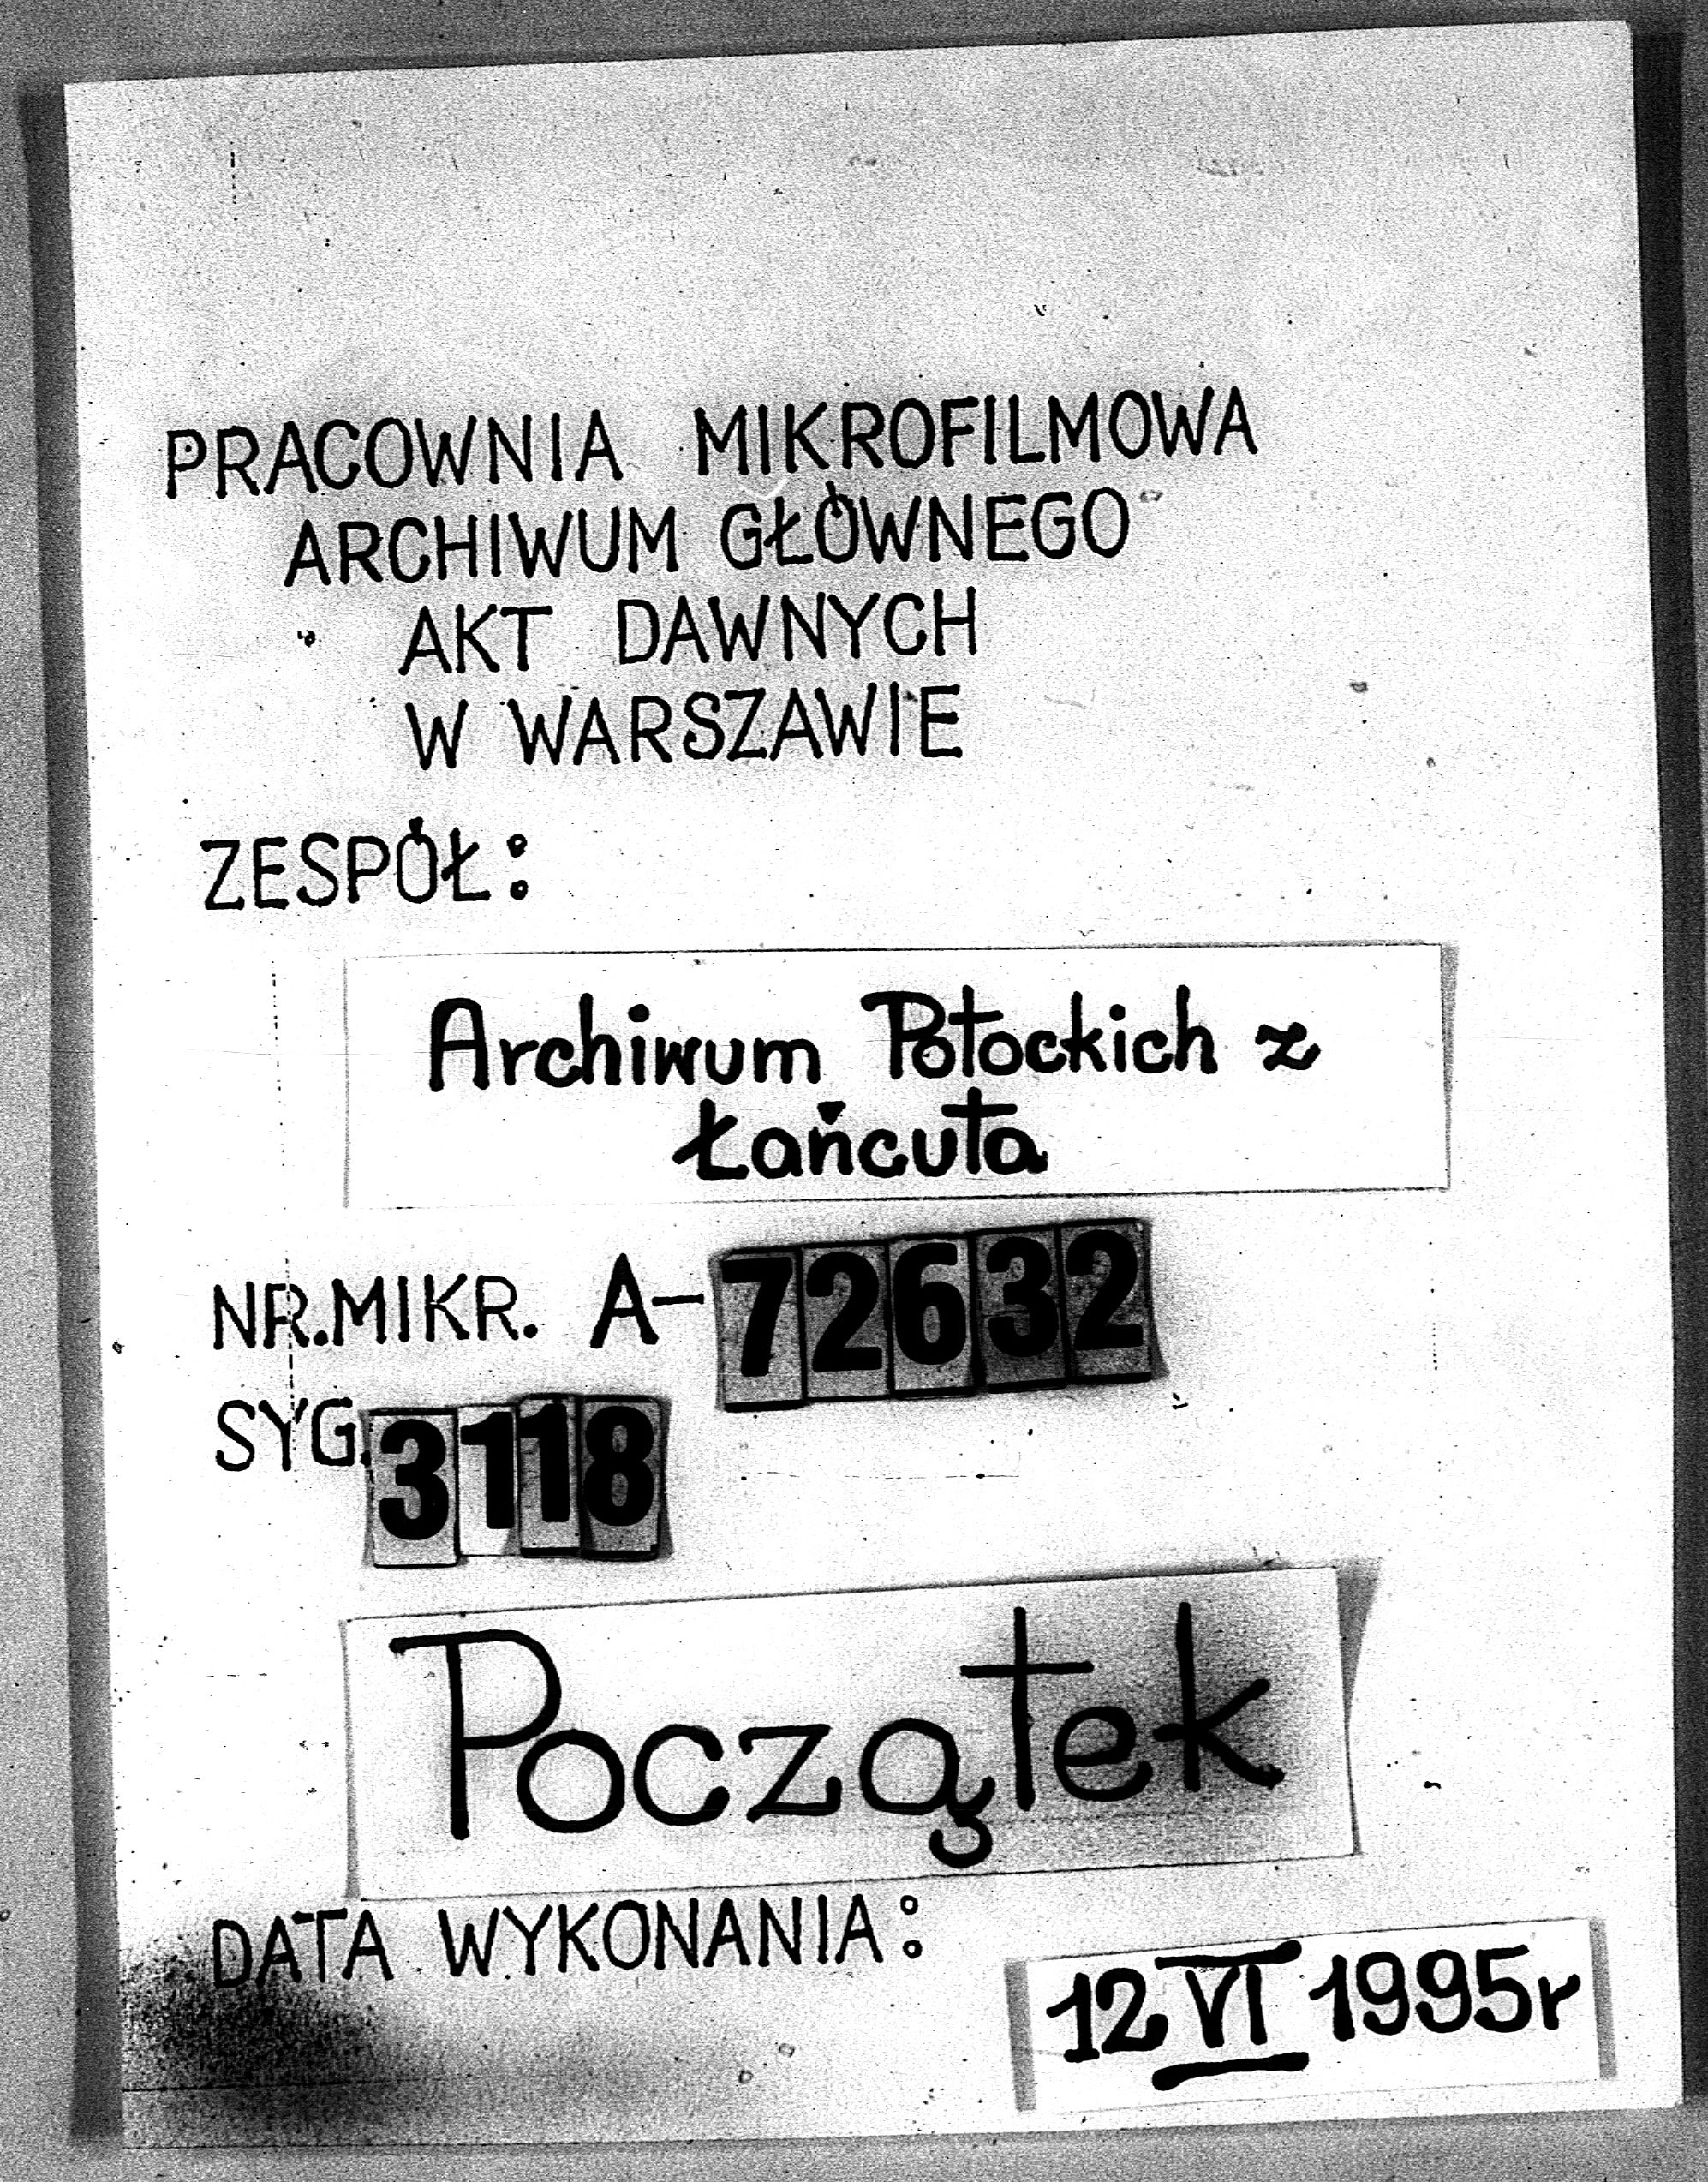 PRACOWNIA MIKROFILMOWA
ARCHIWUM GŁÓWNEGO
AKT DAWNYCH
W WARSZAWIE
ZESPÓŁ:
Archiwum Potockich z
Łańcuta
NR.MIKR. A-72632
SYG.3118
Początek
DATA WYKONANIA:
12 VI 1995r